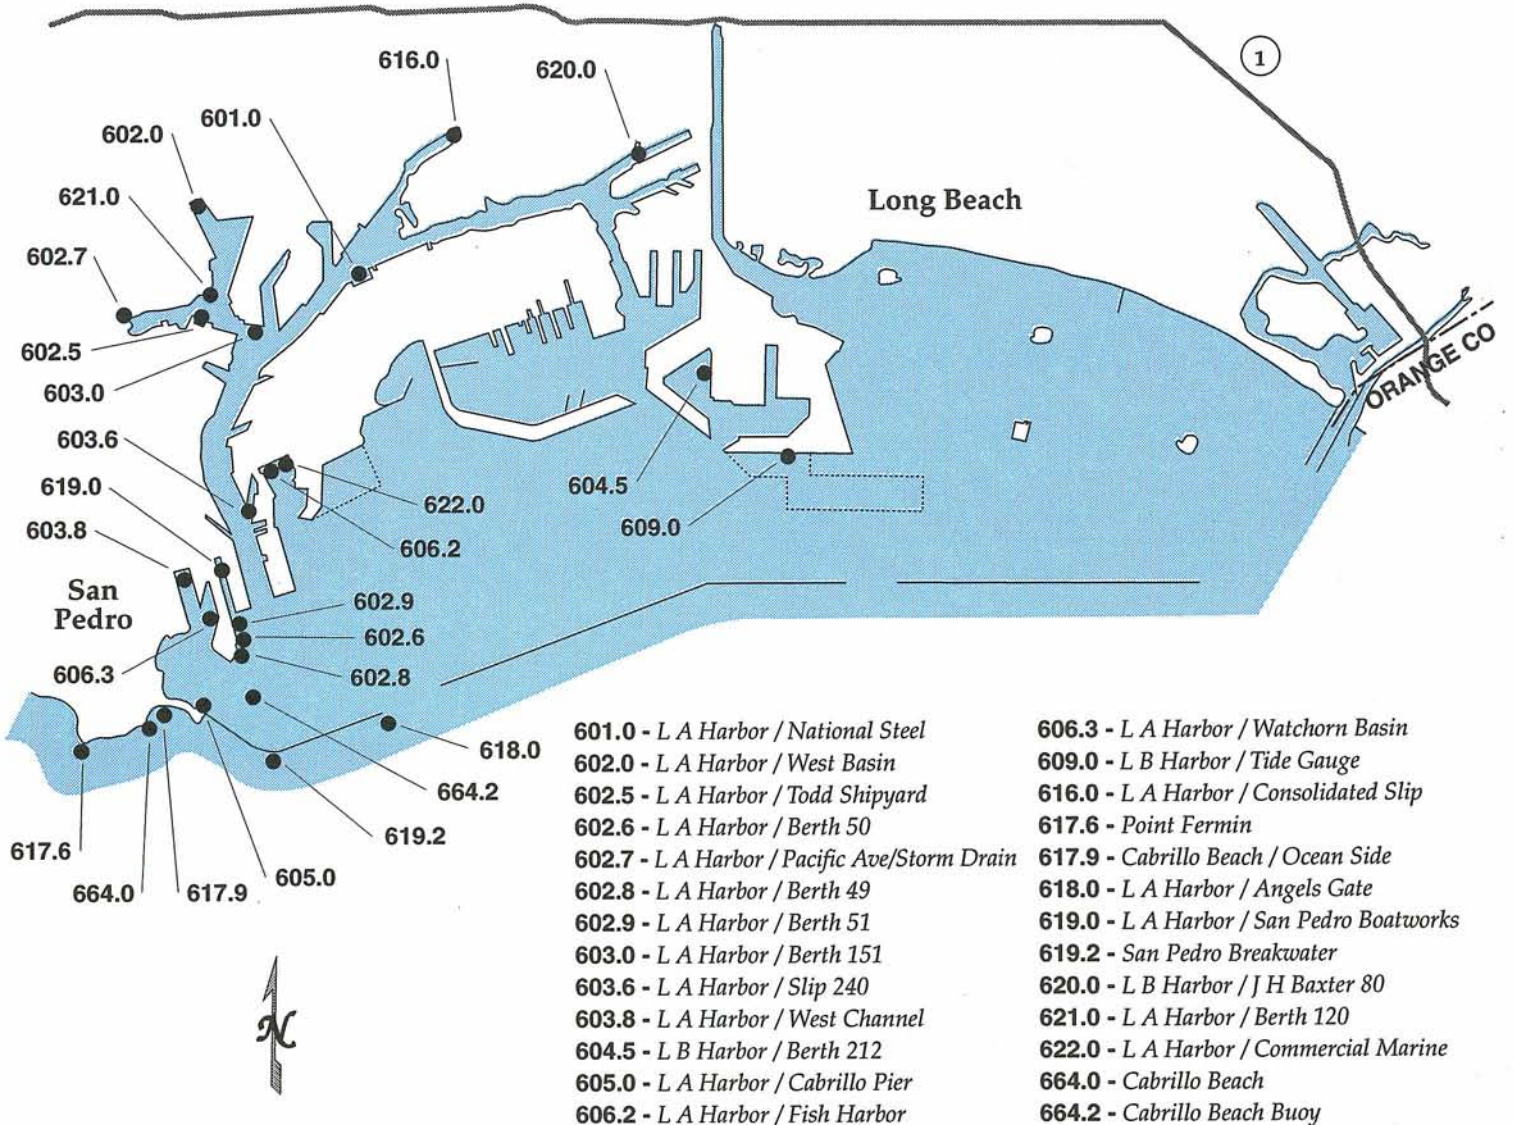 616.0
1
620.0
601.0
602.0
621.0
Long Beach
602.7
602.5
ORANGE CO
603.0
603.6
619.0
604.5
622.0
609.0
603.8
606.2
San
Pedro
602.9
602.6
606.3
602.8
618.0
664.2
619.2
617.6
605.0
664.0
617.9
N
601.0 - L A Harbor / National Steel
602.0 - L A Harbor / West Basin
602.5 - L A Harbor / Todd Shipyard
602.6 - L A Harbor / Berth 50
602.7 - L A Harbor / Pacific Ave/Storm Drain
602.8 - L A Harbor / Berth 49
602.9 - L A Harbor / Berth 51
603.0 - L A Harbor / Berth 151
603.6 - L A Harbor / Slip 240
603.8 - L A Harbor / West Channel
604.5 - L B Harbor / Berth 212
605.0 - L A Harbor / Cabrillo Pier
606.2 - L A Harbor / Fish Harbor
606.3 - L A Harbor / Watchorn Basin
609.0 - L B Harbor / Tide Gauge
616.0 - L A Harbor / Consolidated Slip
617.6 - Point Fermin
617.9 - Cabrillo Beach / Ocean Side
618.0 - L A Harbor / Angels Gate
619.0 - L A Harbor / San Pedro Boatworks
619.2 - San Pedro Breakwater
620.0 - L B Harbor / J H Baxter 80
621.0 - L A Harbor / Berth 120
622.0 - L A Harbor / Commercial Marine
664.0 - Cabrillo Beach
664.2 - Cabrillo Beach Buoy